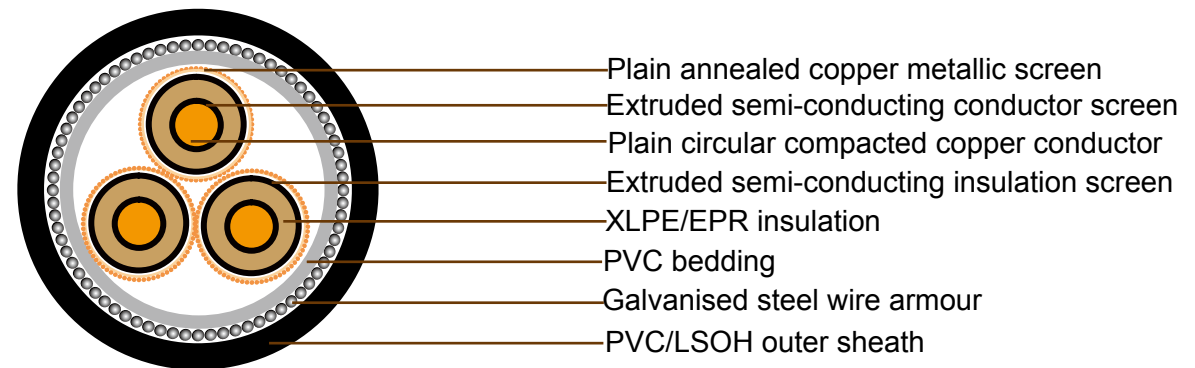 Plain annealed copper metallic screen
Extruded semi-conducting conductor screen
Plain circular compacted copper conductor
Extruded semi-conducting insulation screen
XLPE/EPR insulation
PVC bedding
Galvanised steel wire armour
PVC/LSOH outer sheath